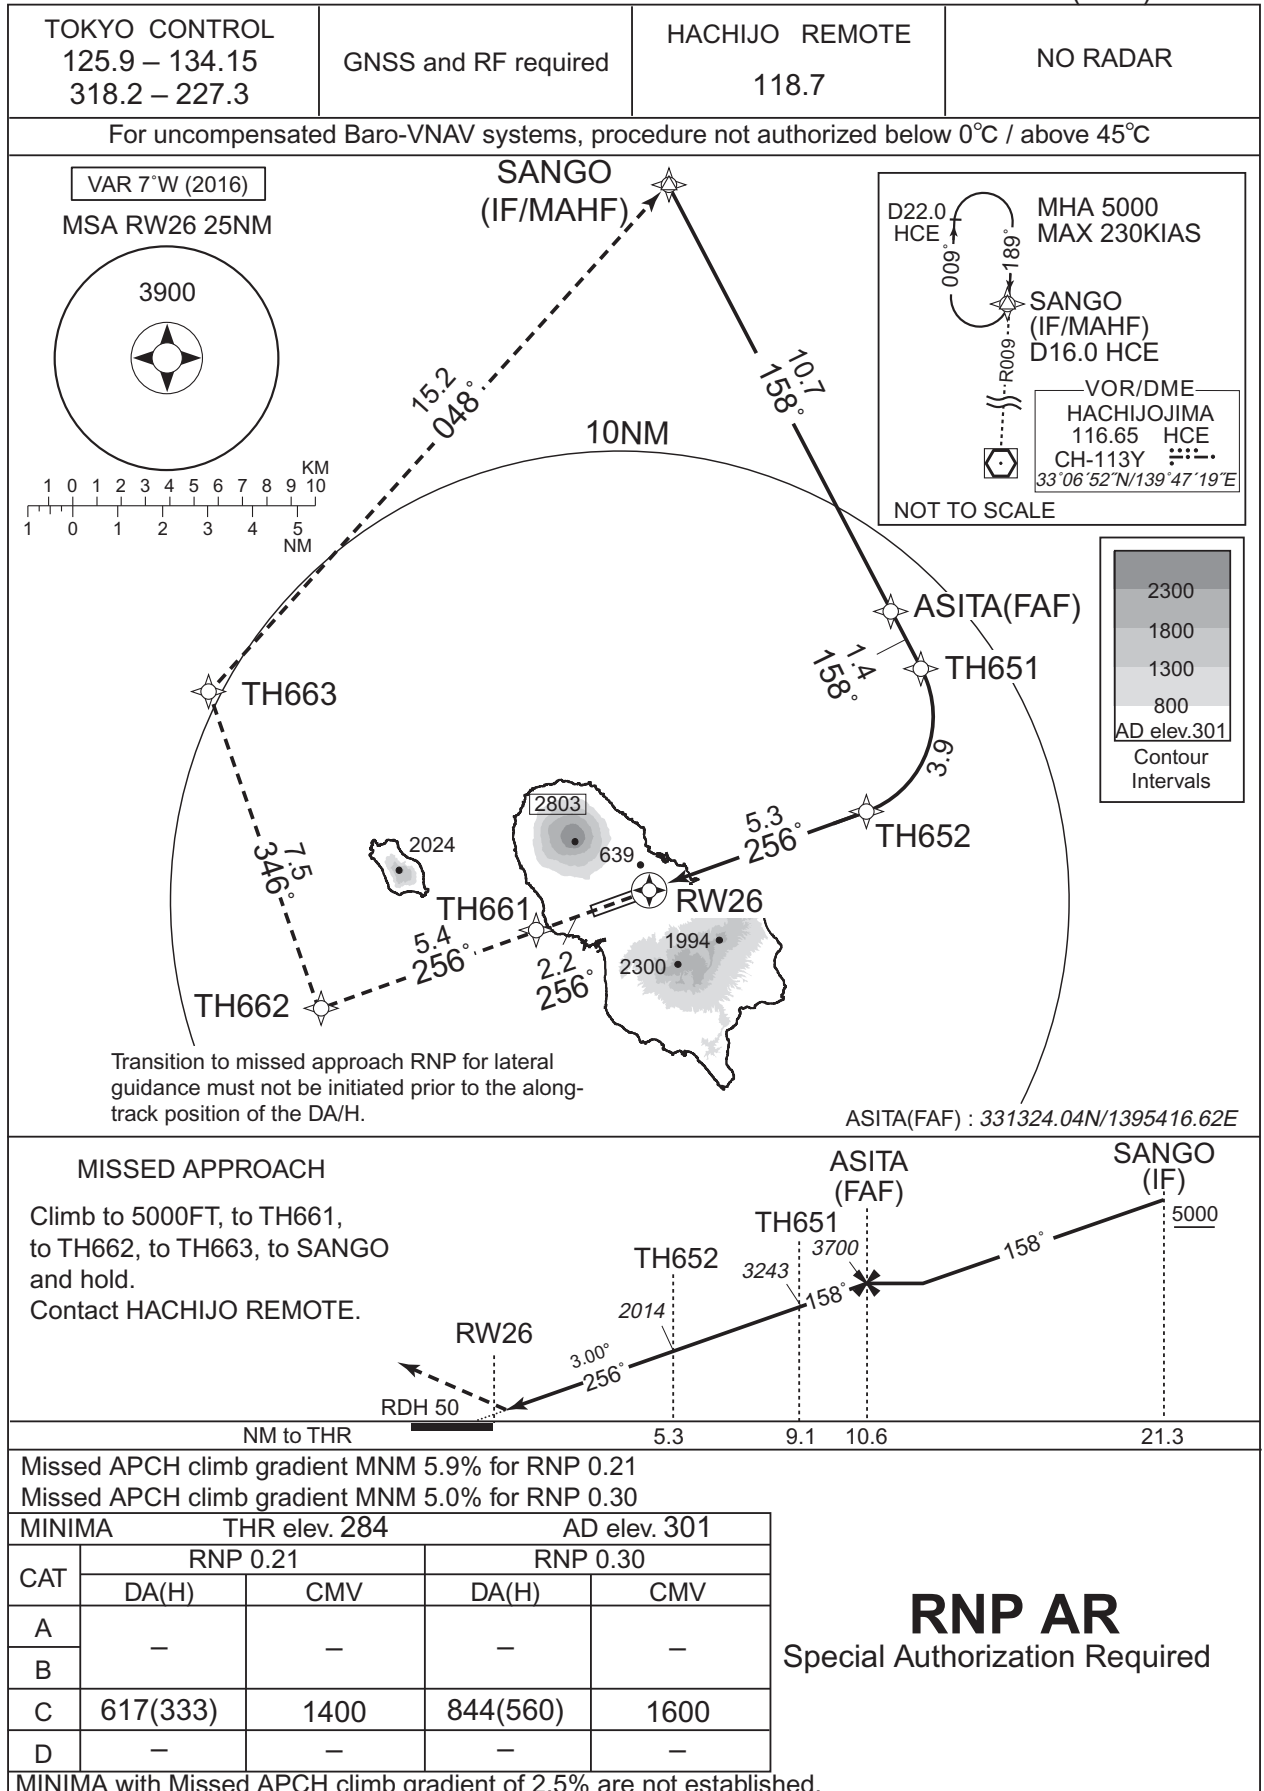 TOKYO CONTROL
125.9 – 134.15
318.2 – 227.3
GNSS and RF required
HACHIJO REMOTE
118.7
NO RADAR
For uncompensated Baro-VNAV systems, procedure not authorized below 0°C / above 45°C
VAR 7°W (2016)
MSA RW26 25NM
3900
KM
1 0 1 2 3 4 5 6 7 8 9 10
1 0 1 2 3 4 5
NM
SANGO
(IF/MAHF)
15.2
048°
10.7
158°
10NM
D22.0
HCE
009°
189°
MHA 5000
MAX 230KIAS
SANGO
(IF/MAHF)
D16.0 HCE
R009
VOR/DME
HACHIJOJIMA
116.65 HCE
CH-113Y
33°06′52″N/139°47′19″E
NOT TO SCALE
2300
1800
1300
800
AD elev.301
Contour
Intervals
ASITA(FAF)
1.4
158°
TH651
3.9
TH652
5.3
256°
TH663
7.5
346°
2803
2024
639
RW26
TH661
5.4
256°
2.2
256°
1994
2300
TH662
Transition to missed approach RNP for lateral
guidance must not be initiated prior to the along-
track position of the DA/H.
ASITA(FAF) : 331324.04N/1395416.62E
MISSED APPROACH
Climb to 5000FT, to TH661,
to TH662, to TH663, to SANGO
and hold.
Contact HACHIJO REMOTE.
SANGO
(IF)
5000
158°
ASITA
(FAF)
3700
TH651
3243
158°
TH652
2014
RW26
3.00°
256°
RDH 50
NM to THR 5.3 9.1 10.6 21.3
Missed APCH climb gradient MNM 5.9% for RNP 0.21
Missed APCH climb gradient MNM 5.0% for RNP 0.30
MINIMA THR elev. 284 AD elev. 301
CAT RNP 0.21 RNP 0.30
DA(H) CMV DA(H) CMV
A – – – –
B
C 617(333) 1400 844(560) 1600
D – – – –
RNP AR
Special Authorization Required
MINIMA with Missed APCH climb gradient of 2.5% are not established.